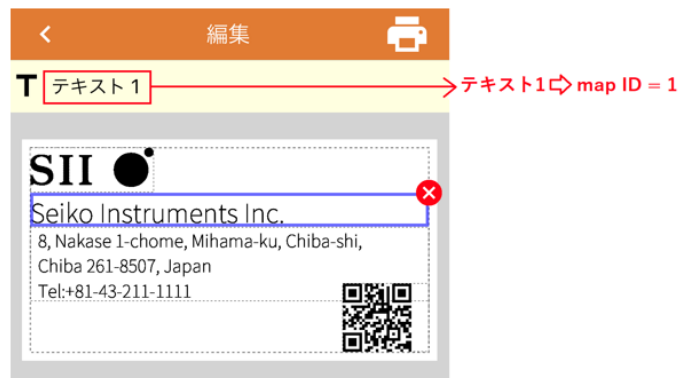 編集
T テキスト 1
テキスト1⇨ map ID = 1
SII
Seiko Instruments Inc.
8, Nakase 1-chome, Mihama-ku, Chiba-shi,
Chiba 261-8507, Japan
Tel:+81-43-211-1111